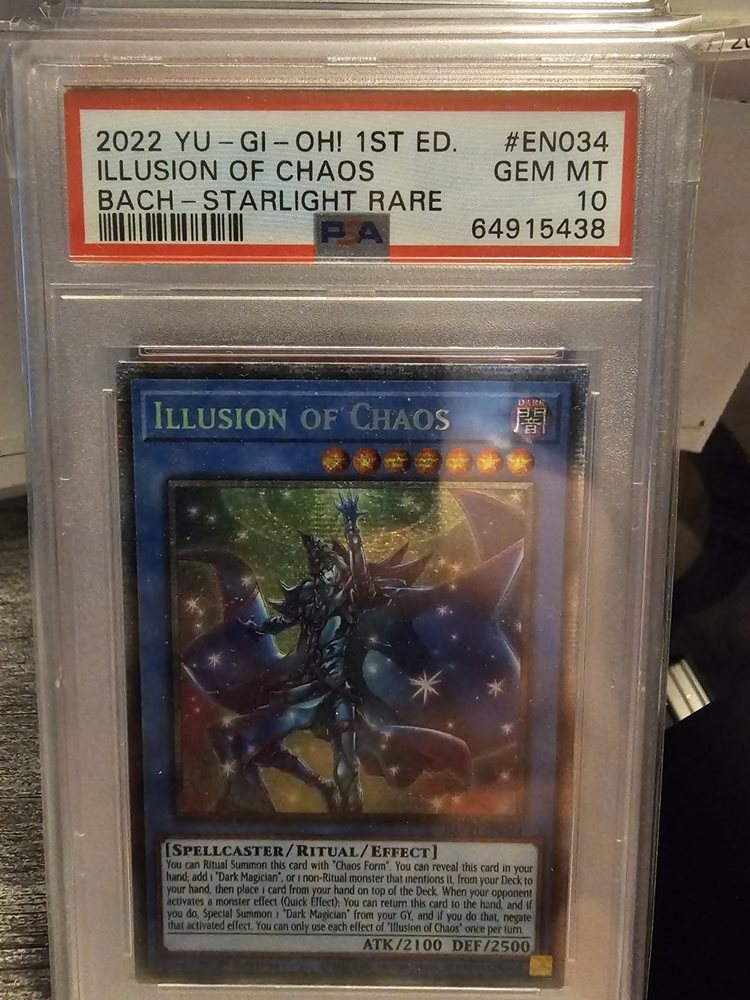 2022 YU-GI-OH! 1ST ED. #EN034
ILLUSION OF CHAOS GEM MT
BACH-STARLIGHT RARE 10
PSA 64915438
ILLUSION OF CHAOS
DARK
闇
[SPELLCASTER/RITUAL/EFFECT]
You can Ritual Summon this card with "Chaos Form". You can reveal this card in your
hand, add 1 "Dark Magician", or 1 non-Ritual monster that mentions it, from your Deck to
your hand, then place 1 card from your hand on top of the Deck. When your opponent
activates a monster effect (Quick Effect): You can return this card to the hand, and if
you do, Special Summon 1 "Dark Magician" from your GY, and if you do that, negate
that activated effect. You can only use each effect of "Illusion of Chaos" once per turn.
ATK/2100 DEF/2500